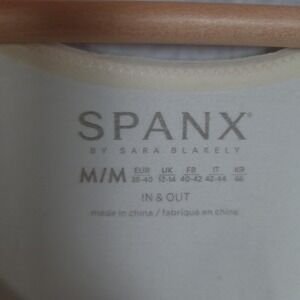 SPANX®
BY SARA BLAKELY
M/M EUR UK FR IT KR
38-40 12-14 40-42 42-44 66
IN & OUT
made in china / fabriqué en chine